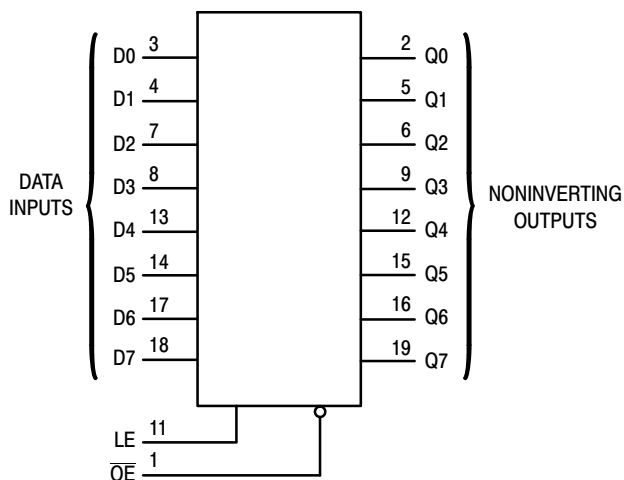 D0 3
D1 4
D2 7
D3 8
D4 13
D5 14
D6 17
D7 18
DATA
INPUTS
LE 11
OE 1
2 Q0
5 Q1
6 Q2
9 Q3
12 Q4
15 Q5
16 Q6
19 Q7
NONINVERTING
OUTPUTS